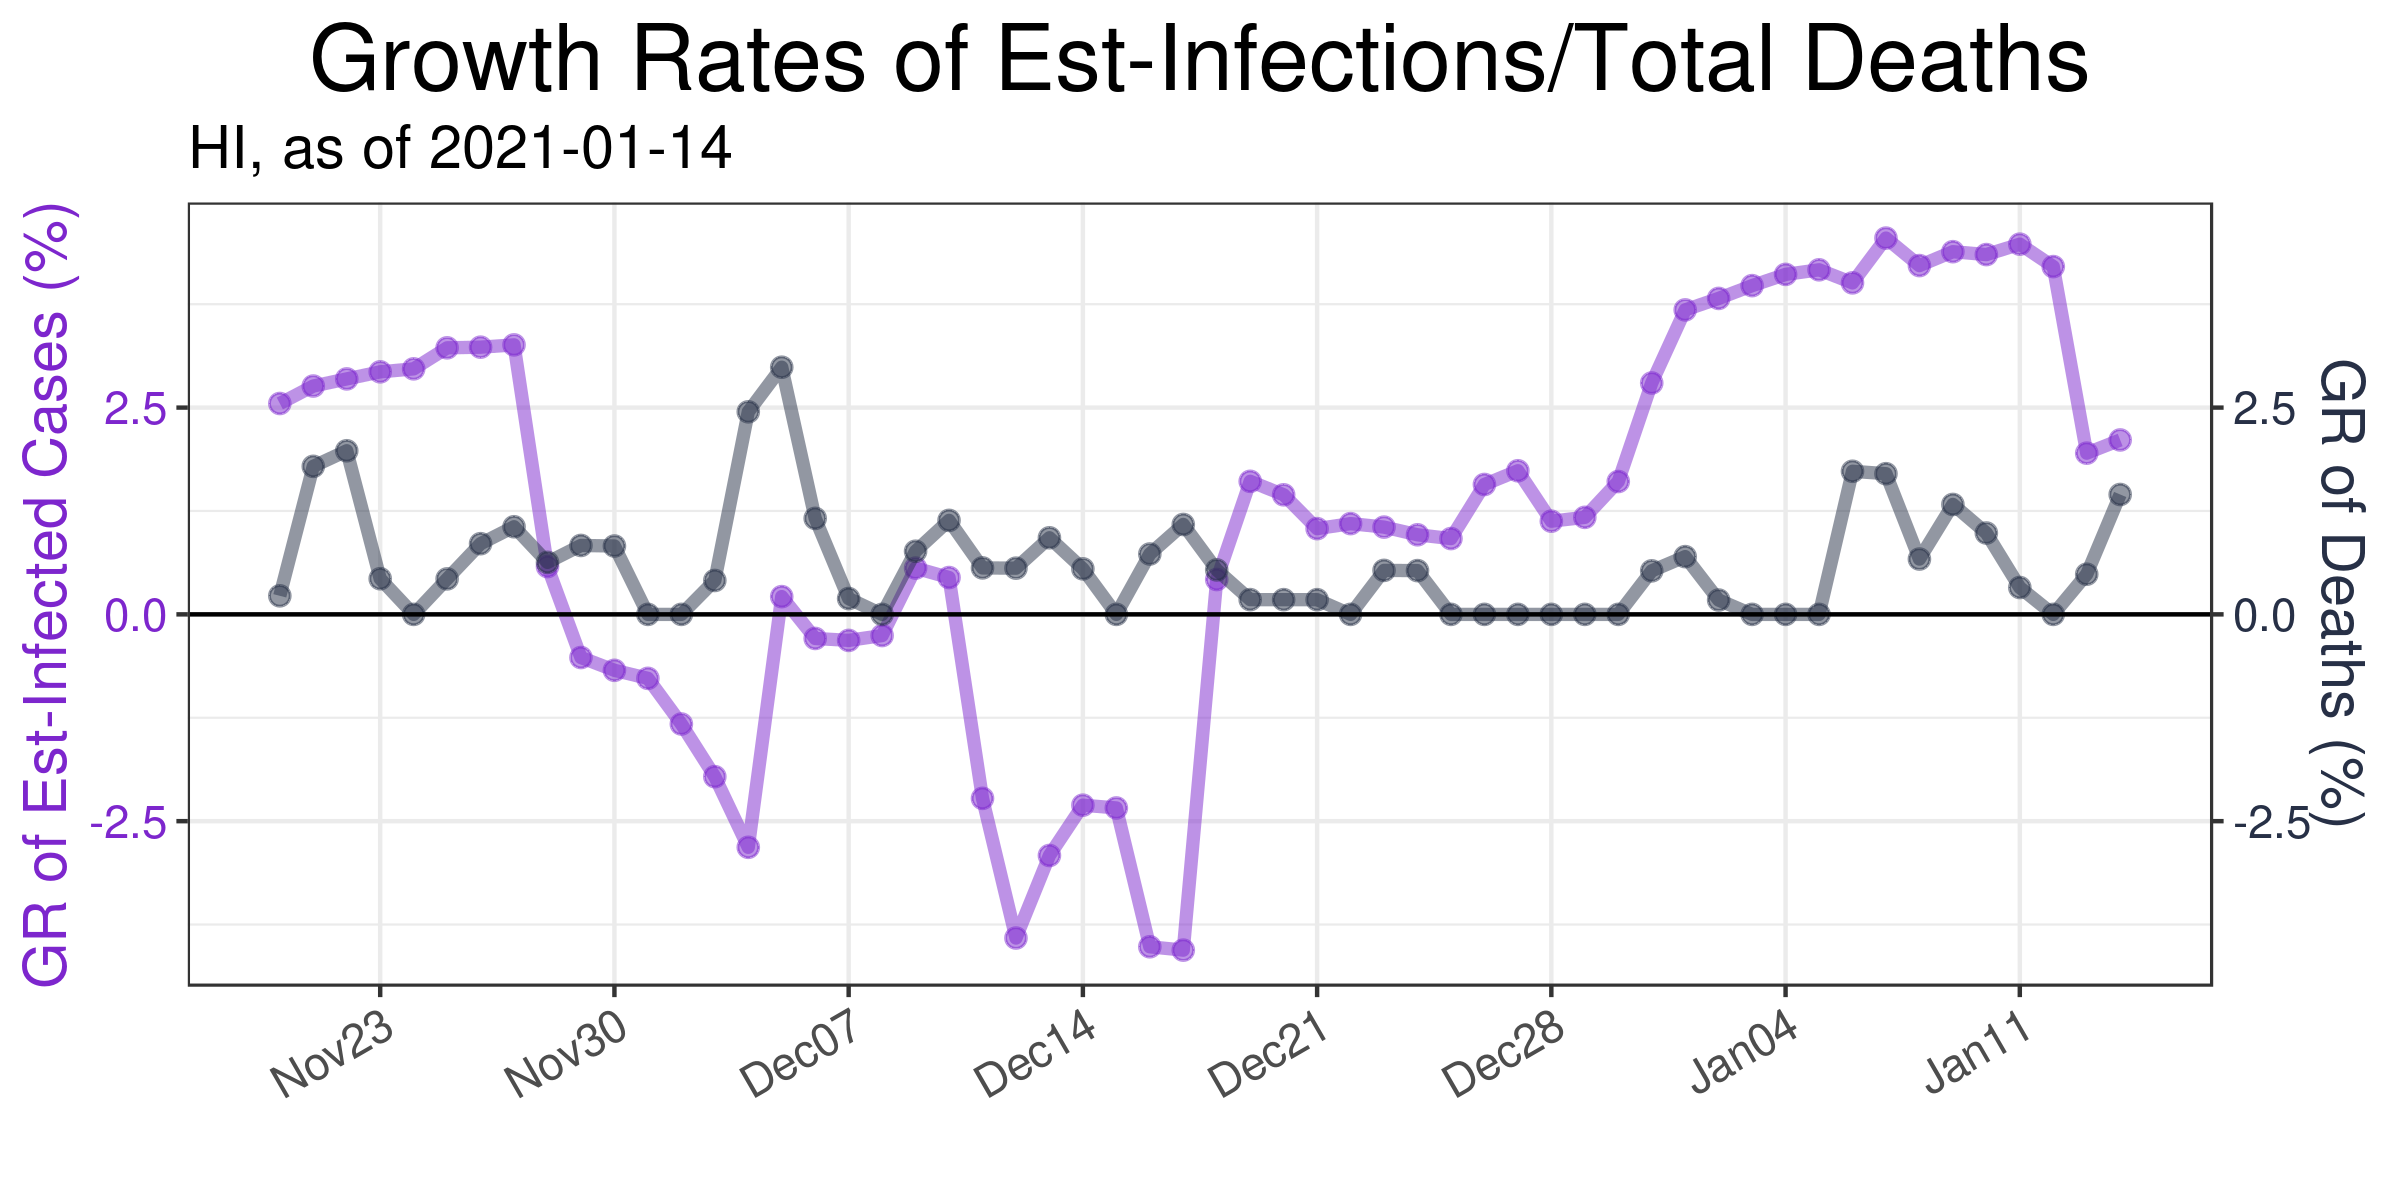 Growth Rates of Est-Infections/Total Deaths
HI, as of 2021-01-14
GR of Est-Infected Cases (%)
2.5
0.0
-2.5
2.5
0.0
-2.5
GR of Deaths (%)
Nov23
Nov30
Dec07
Dec14
Dec21
Dec28
Jan04
Jan11